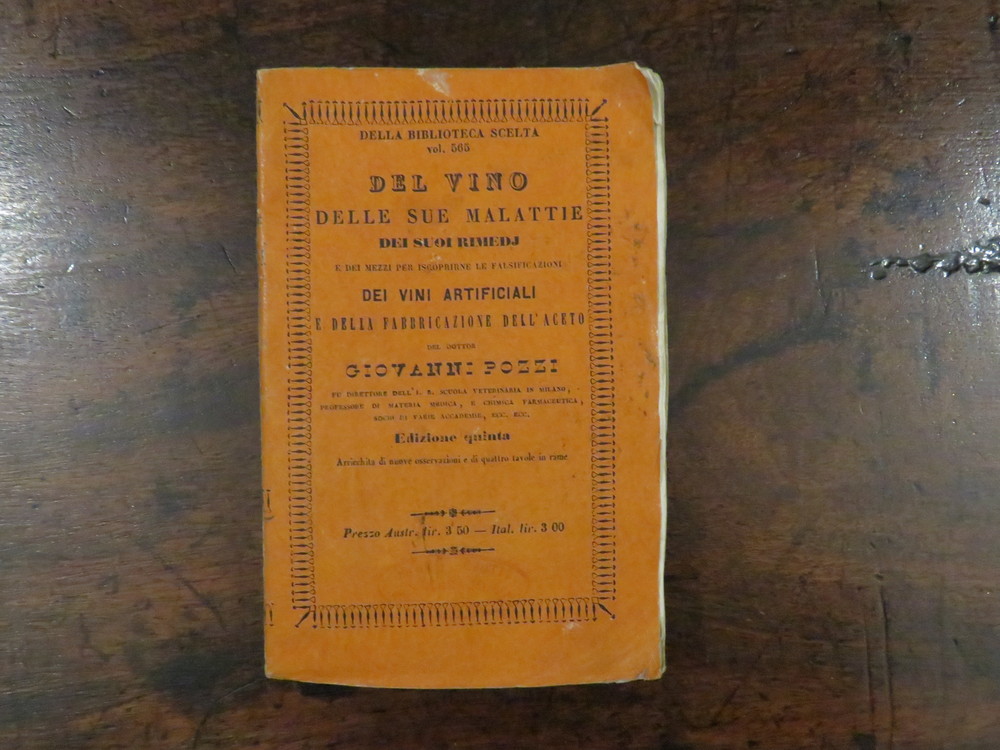 DELLA BIBLIOTECA SCELTA
vol. 565
DEL VINO
DELLE SUE MALATTIE
DEI SUOI RIMEDJ
E DEI MEZZI PER ISCOPRIRNE LE FALSIFICAZIONI
DEI VINI ARTIFICIALI
E DELLA FABBRICAZIONE DELL'ACETO
DEL DOTTOR
GIOVANNI POZZI
FU DIRETTORE DELL'I. R. SCUOLA VETERINARIA IN MILANO,
PROFESSORE DI MATERIA MEDICA, E CHIMICA FARMACEUTICA,
SOCIO DI VARIE ACCADEMIE, ECC. ECC.
Edizione quinta
Arricchita di nuove osservazioni e di quattro tavole in rame
Prezzo Austr. lir. 3 50 — Ital. lir. 3 00